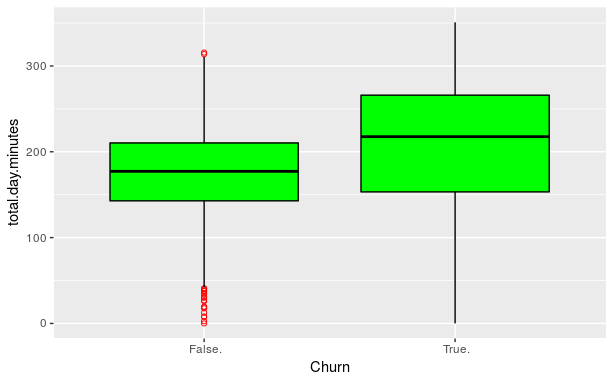 total.day.minutes
300
200
100
0
False.
True.
Churn